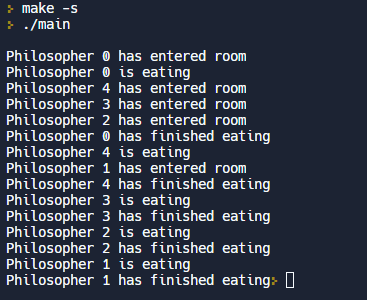 > make -s
> ./main
Philosopher 0 has entered room
Philosopher 0 is eating
Philosopher 4 has entered room
Philosopher 3 has entered room
Philosopher 2 has entered room
Philosopher 0 has finished eating
Philosopher 4 is eating
Philosopher 1 has entered room
Philosopher 4 has finished eating
Philosopher 3 is eating
Philosopher 3 has finished eating
Philosopher 2 is eating
Philosopher 2 has finished eating
Philosopher 1 is eating
Philosopher 1 has finished eating>